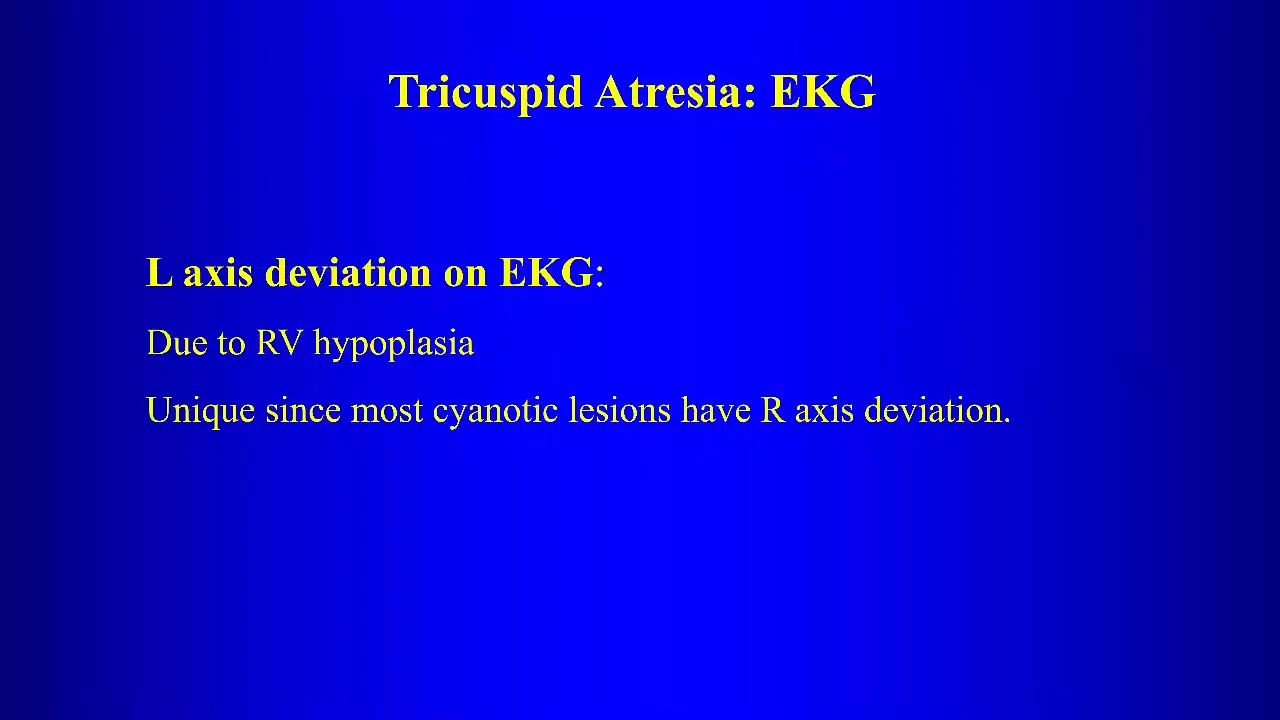 Tricuspid Atresia: EKG
L axis deviation on EKG:
Due to RV hypoplasia
Unique since most cyanotic lesions have R axis deviation.